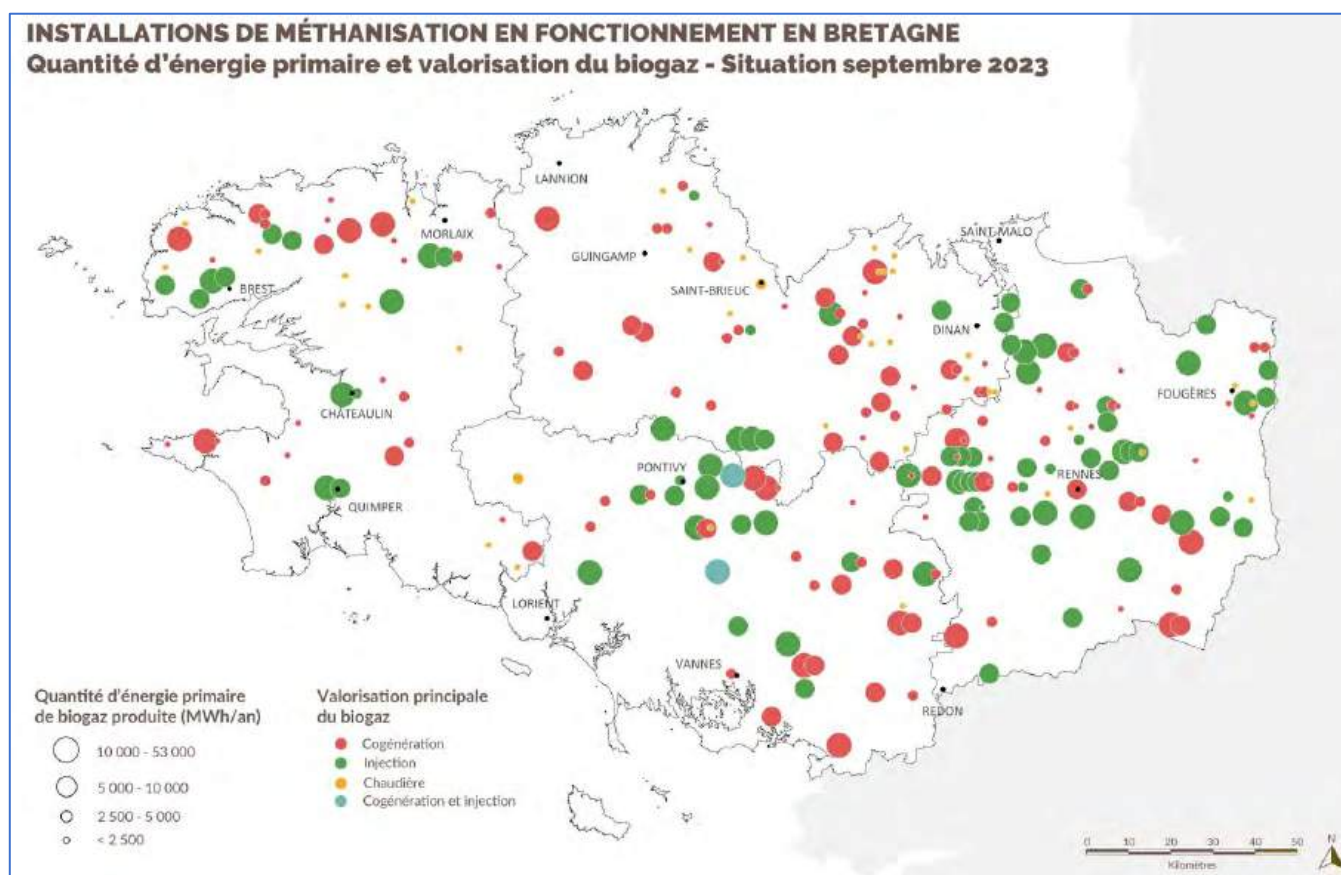 INSTALLATIONS DE MÉTHANISATION EN FONCTIONNEMENT EN BRETAGNE
Quantité d'énergie primaire et valorisation du biogaz - Situation septembre 2023
LANNION
MORLAIX
SAINT-MALO
GUINGAMP
SAINT-BRIEUC
BREST
DINAN
FOUGÈRES
CHÂTEAULIN
PONTIVY
RENNES
QUIMPER
LORIENT
VANNES
REDON
Quantité d'énergie primaire
de biogaz produite (MWh/an)
10 000 - 53 000
5 000 - 10 000
2 500 - 5 000
< 2 500
Valorisation principale
du biogaz
Cogénération
Injection
Chaudière
Cogénération et injection
0 10 20 30 40 50
Kilomètres
N